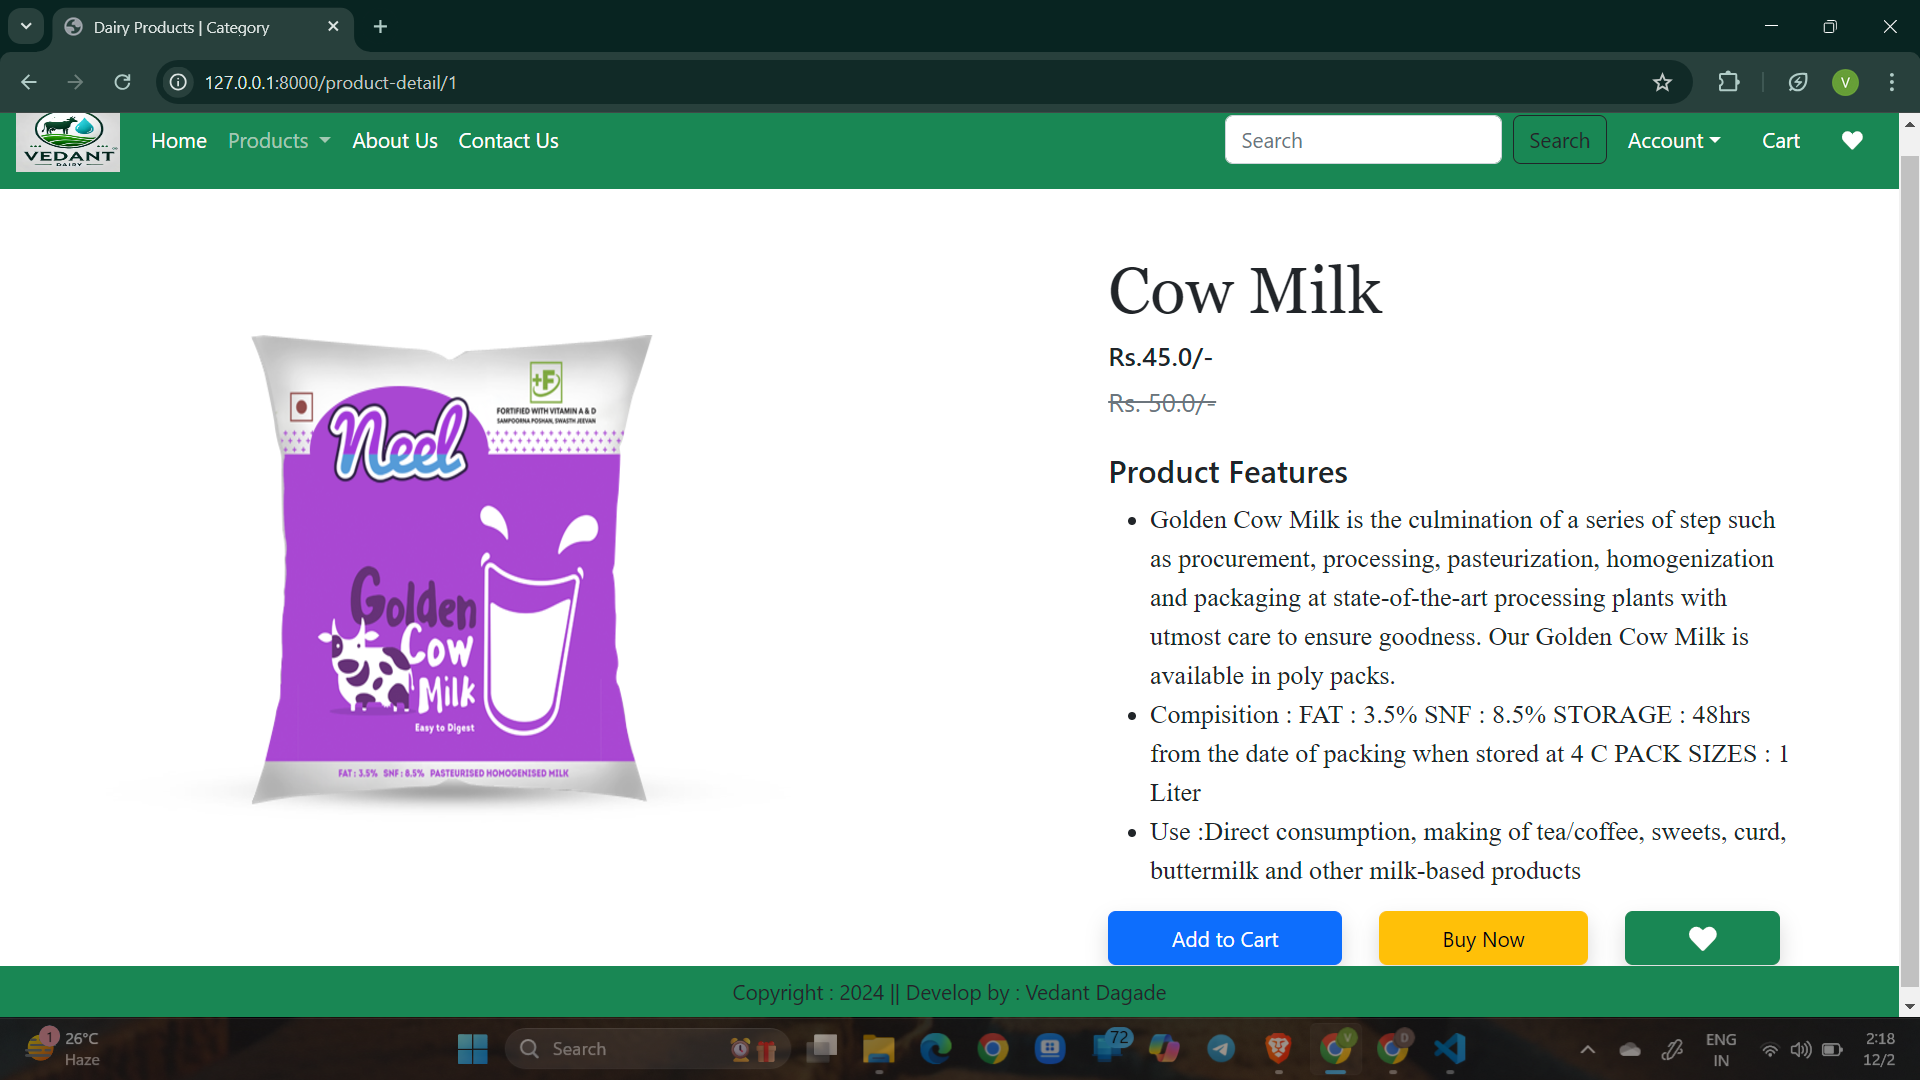 Dairy Products | Category
127.0.0.1:8000/product-detail/1
V
VEDANT
DAIRY
Home
Products
About Us
Contact Us
Search
Search
Account
Cart
Cow Milk
Rs.45.0/-
Rs. 50.0/-
Product Features
Golden Cow Milk is the culmination of a series of step such
as procurement, processing, pasteurization, homogenization
and packaging at state-of-the-art processing plants with
utmost care to ensure goodness. Our Golden Cow Milk is
available in poly packs.
Compisition : FAT : 3.5% SNF : 8.5% STORAGE : 48hrs
from the date of packing when stored at 4 C PACK SIZES : 1
Liter
Use :Direct consumption, making of tea/coffee, sweets, curd,
buttermilk and other milk-based products
Add to Cart
Buy Now
+F
FORTIFIED WITH VITAMIN A & D
SAMPOORNA POSHAN, SWASTH JEEVAN
Neel
Golden
Cow
Milk
Easy to Digest
FAT : 3.5% SNF : 8.5% PASTEURISED HOMOGENISED MILK
Copyright : 2024 || Develop by : Vedant Dagade
1
26°C
Haze
Search
72
V
D
ENG
IN
2:18
12/2